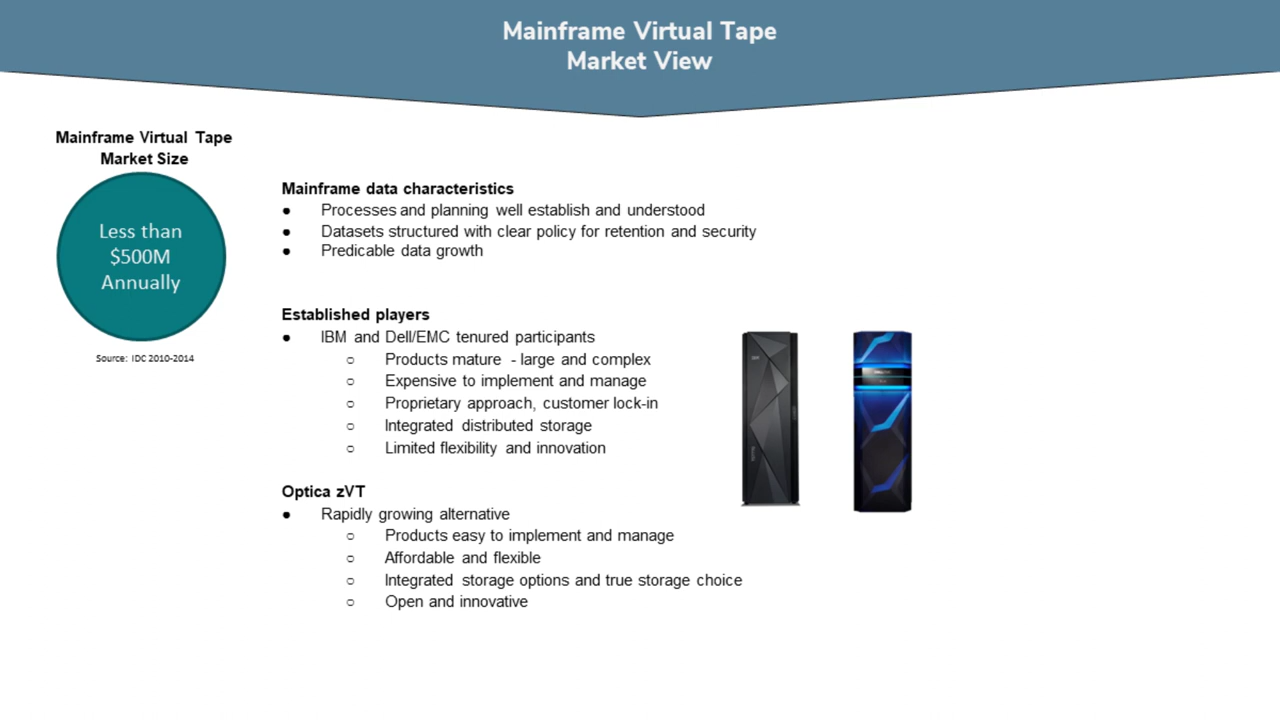 Mainframe Virtual Tape
Market View
Mainframe Virtual Tape
Market Size
Less than
$500M
Annually
Source: IDC 2010-2014
Mainframe data characteristics
● Processes and planning well establish and understood
● Datasets structured with clear policy for retention and security
● Predicable data growth
Established players
● IBM and Dell/EMC tenured participants
○ Products mature - large and complex
○ Expensive to implement and manage
○ Proprietary approach, customer lock-in
○ Integrated distributed storage
○ Limited flexibility and innovation
Optica zVT
● Rapidly growing alternative
○ Products easy to implement and manage
○ Affordable and flexible
○ Integrated storage options and true storage choice
○ Open and innovative